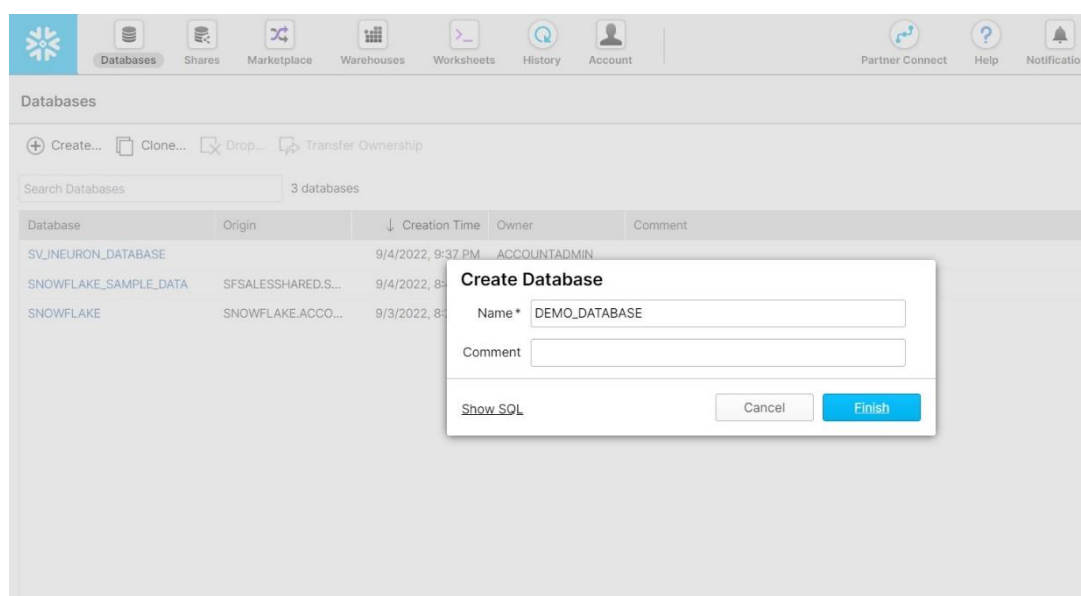 Databases Shares Marketplace Warehouses Worksheets History Account Partner Connect Help Notificatio
Databases
Create... Clone... Drop... Transfer Ownership
Search Databases 3 databases
Database Origin ↓ Creation Time Owner Comment
SV_INEURON_DATABASE 9/4/2022, 9:37 PM ACCOUNTADMIN
SNOWFLAKE_SAMPLE_DATA SFSALESSHARED.S... 9/4/2022, 8:
SNOWFLAKE SNOWFLAKE.ACCO... 9/3/2022, 8:
Create Database
Name* DEMO_DATABASE
Comment
Show SQL Cancel Finish